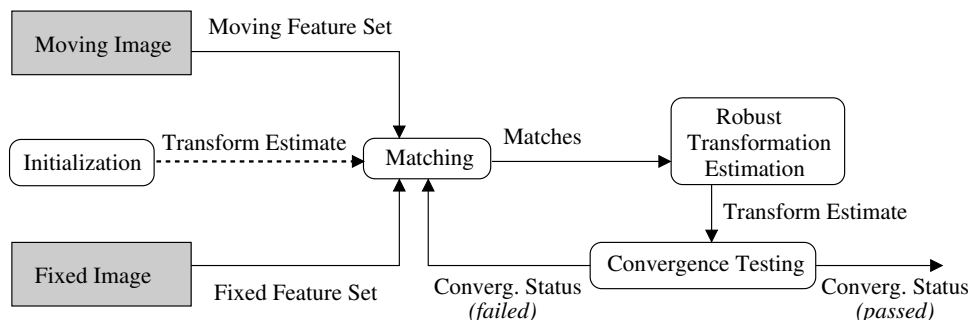 Moving Image
Moving Feature Set
Initialization
Transform Estimate
Matching
Matches
Robust
Transformation
Estimation
Transform Estimate
Fixed Image
Fixed Feature Set
Convergence Testing
Converg. Status
(failed)
Converg. Status
(passed)